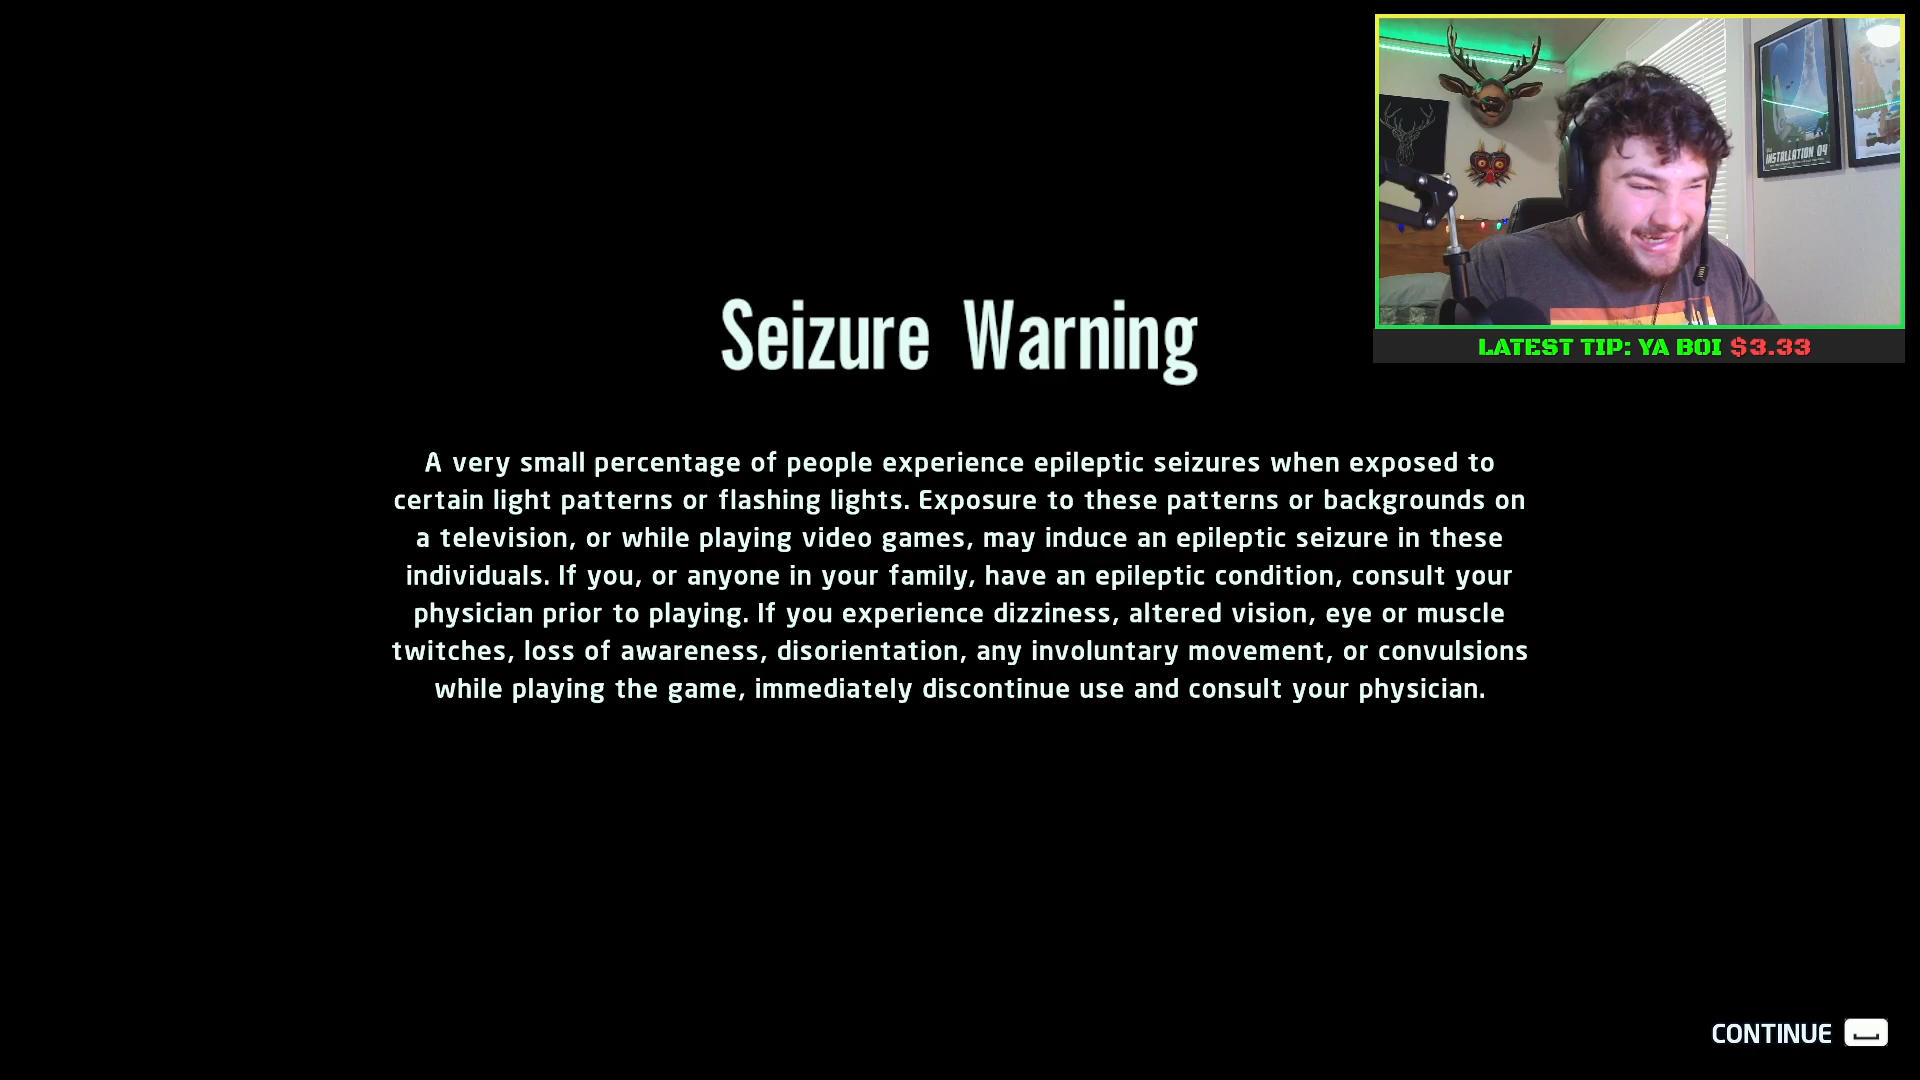 INSTALLATION 04
LATEST TIP: YA BOI $3.33
Seizure Warning
A very small percentage of people experience epileptic seizures when exposed to
certain light patterns or flashing lights. Exposure to these patterns or backgrounds on
a television, or while playing video games, may induce an epileptic seizure in these
individuals. If you, or anyone in your family, have an epileptic condition, consult your
physician prior to playing. If you experience dizziness, altered vision, eye or muscle
twitches, loss of awareness, disorientation, any involuntary movement, or convulsions
while playing the game, immediately discontinue use and consult your physician.
CONTINUE